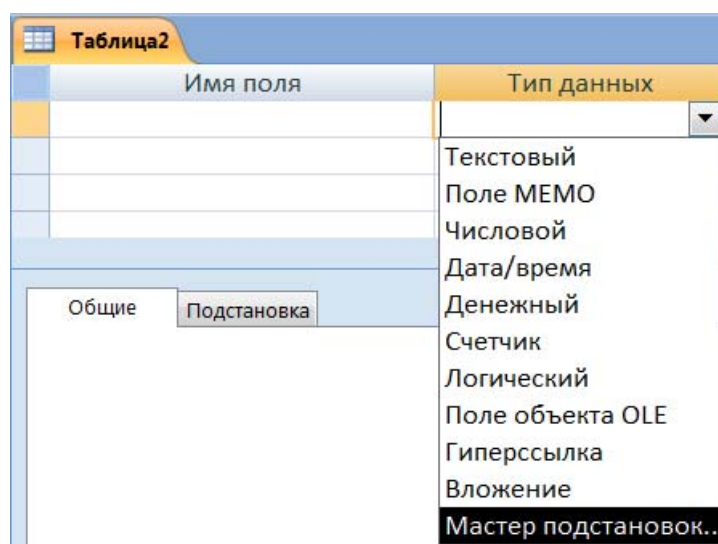 Таблица2
Имя поля Тип данных
Текстовый
Поле МЕМО
Числовой
Дата/время
Денежный
Счетчик
Логический
Поле объекта OLE
Гиперссылка
Вложение
Мастер подстановок..
Общие Подстановка